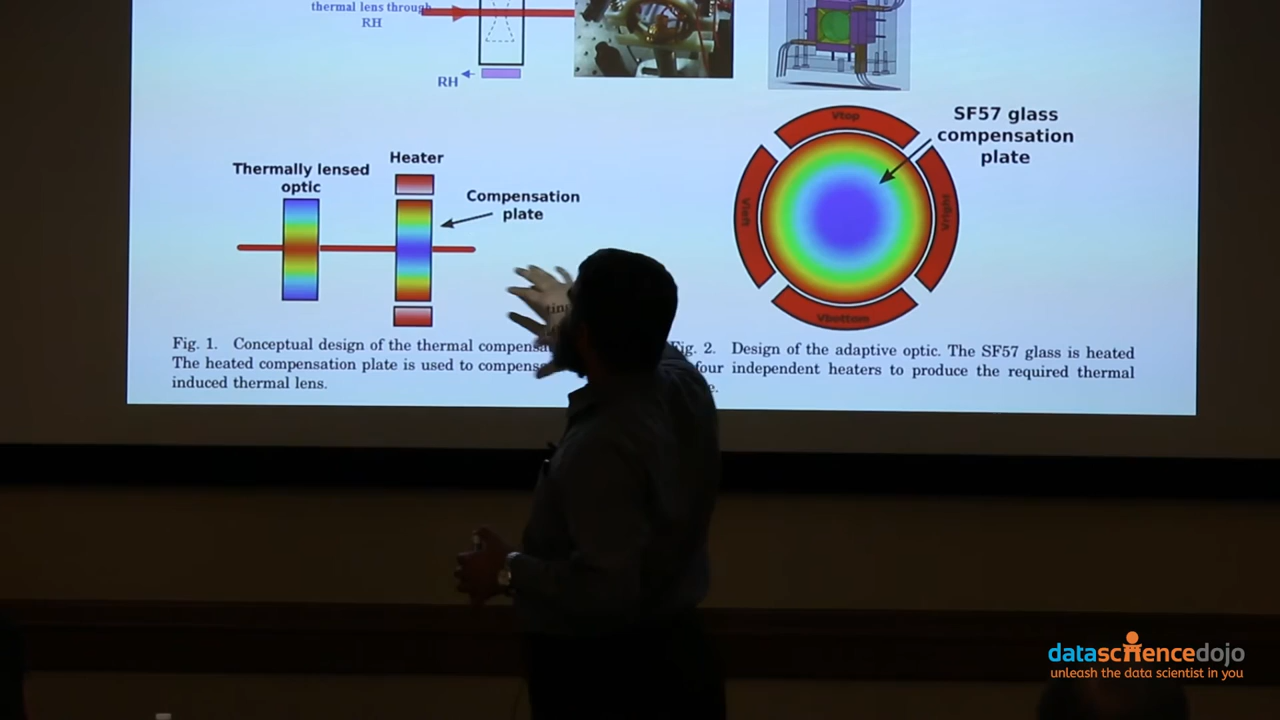 thermal lens through
RH
RH
SF57 glass
compensation
plate
Vtop
Vleft
Vright
Vbottom
Thermally lensed
optic
Heater
Compensation
plate
Fig. 1. Conceptual design of the thermal
The heated compensation plate is used to
induced thermal lens.
Fig. 2. Design of the adaptive optic. The SF57 glass is heated
four independent heaters to produce the required thermal
datasciencedojo
unleash the data scientist in you